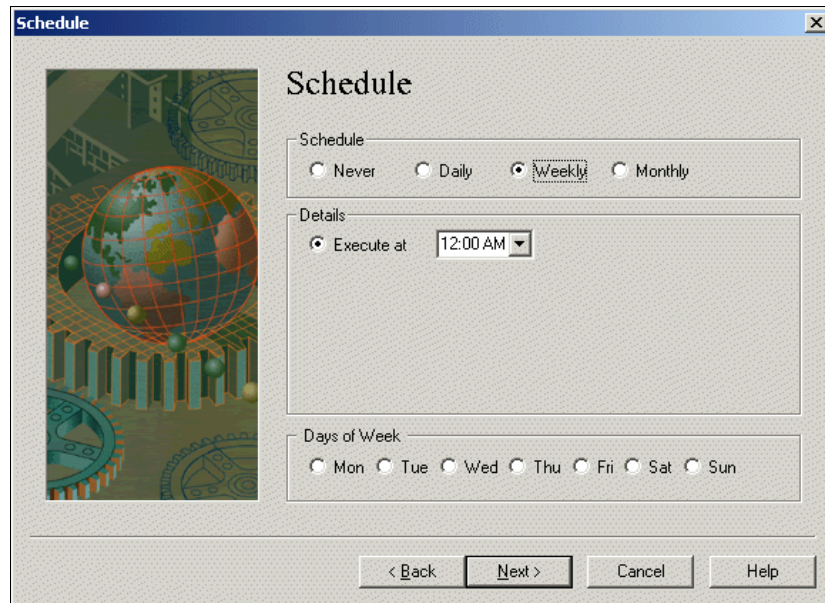 Schedule
Schedule
Schedule
Never Daily Weekly Monthly
Details
Execute at 12:00 AM
Days of Week
Mon Tue Wed Thu Fri Sat Sun
< Back Next > Cancel Help